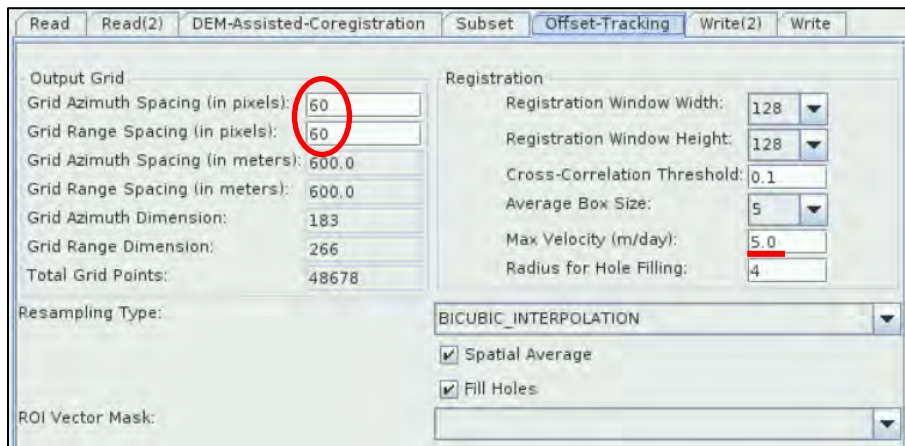 Read Read(2) DEM-Assisted-Coregistration Subset Offset-Tracking Write(2) Write
Output Grid
Grid Azimuth Spacing (in pixels): 60
Grid Range Spacing (in pixels): 60
Grid Azimuth Spacing (in meters): 600.0
Grid Range Spacing (in meters): 600.0
Grid Azimuth Dimension: 183
Grid Range Dimension: 266
Total Grid Points: 48678
Registration
Registration Window Width: 128
Registration Window Height: 128
Cross-Correlation Threshold: 0.1
Average Box Size: 5
Max Velocity (m/day): 5.0
Radius for Hole Filling: 4
Resampling Type: BICUBIC_INTERPOLATION
Spatial Average
Fill Holes
ROI Vector Mask: